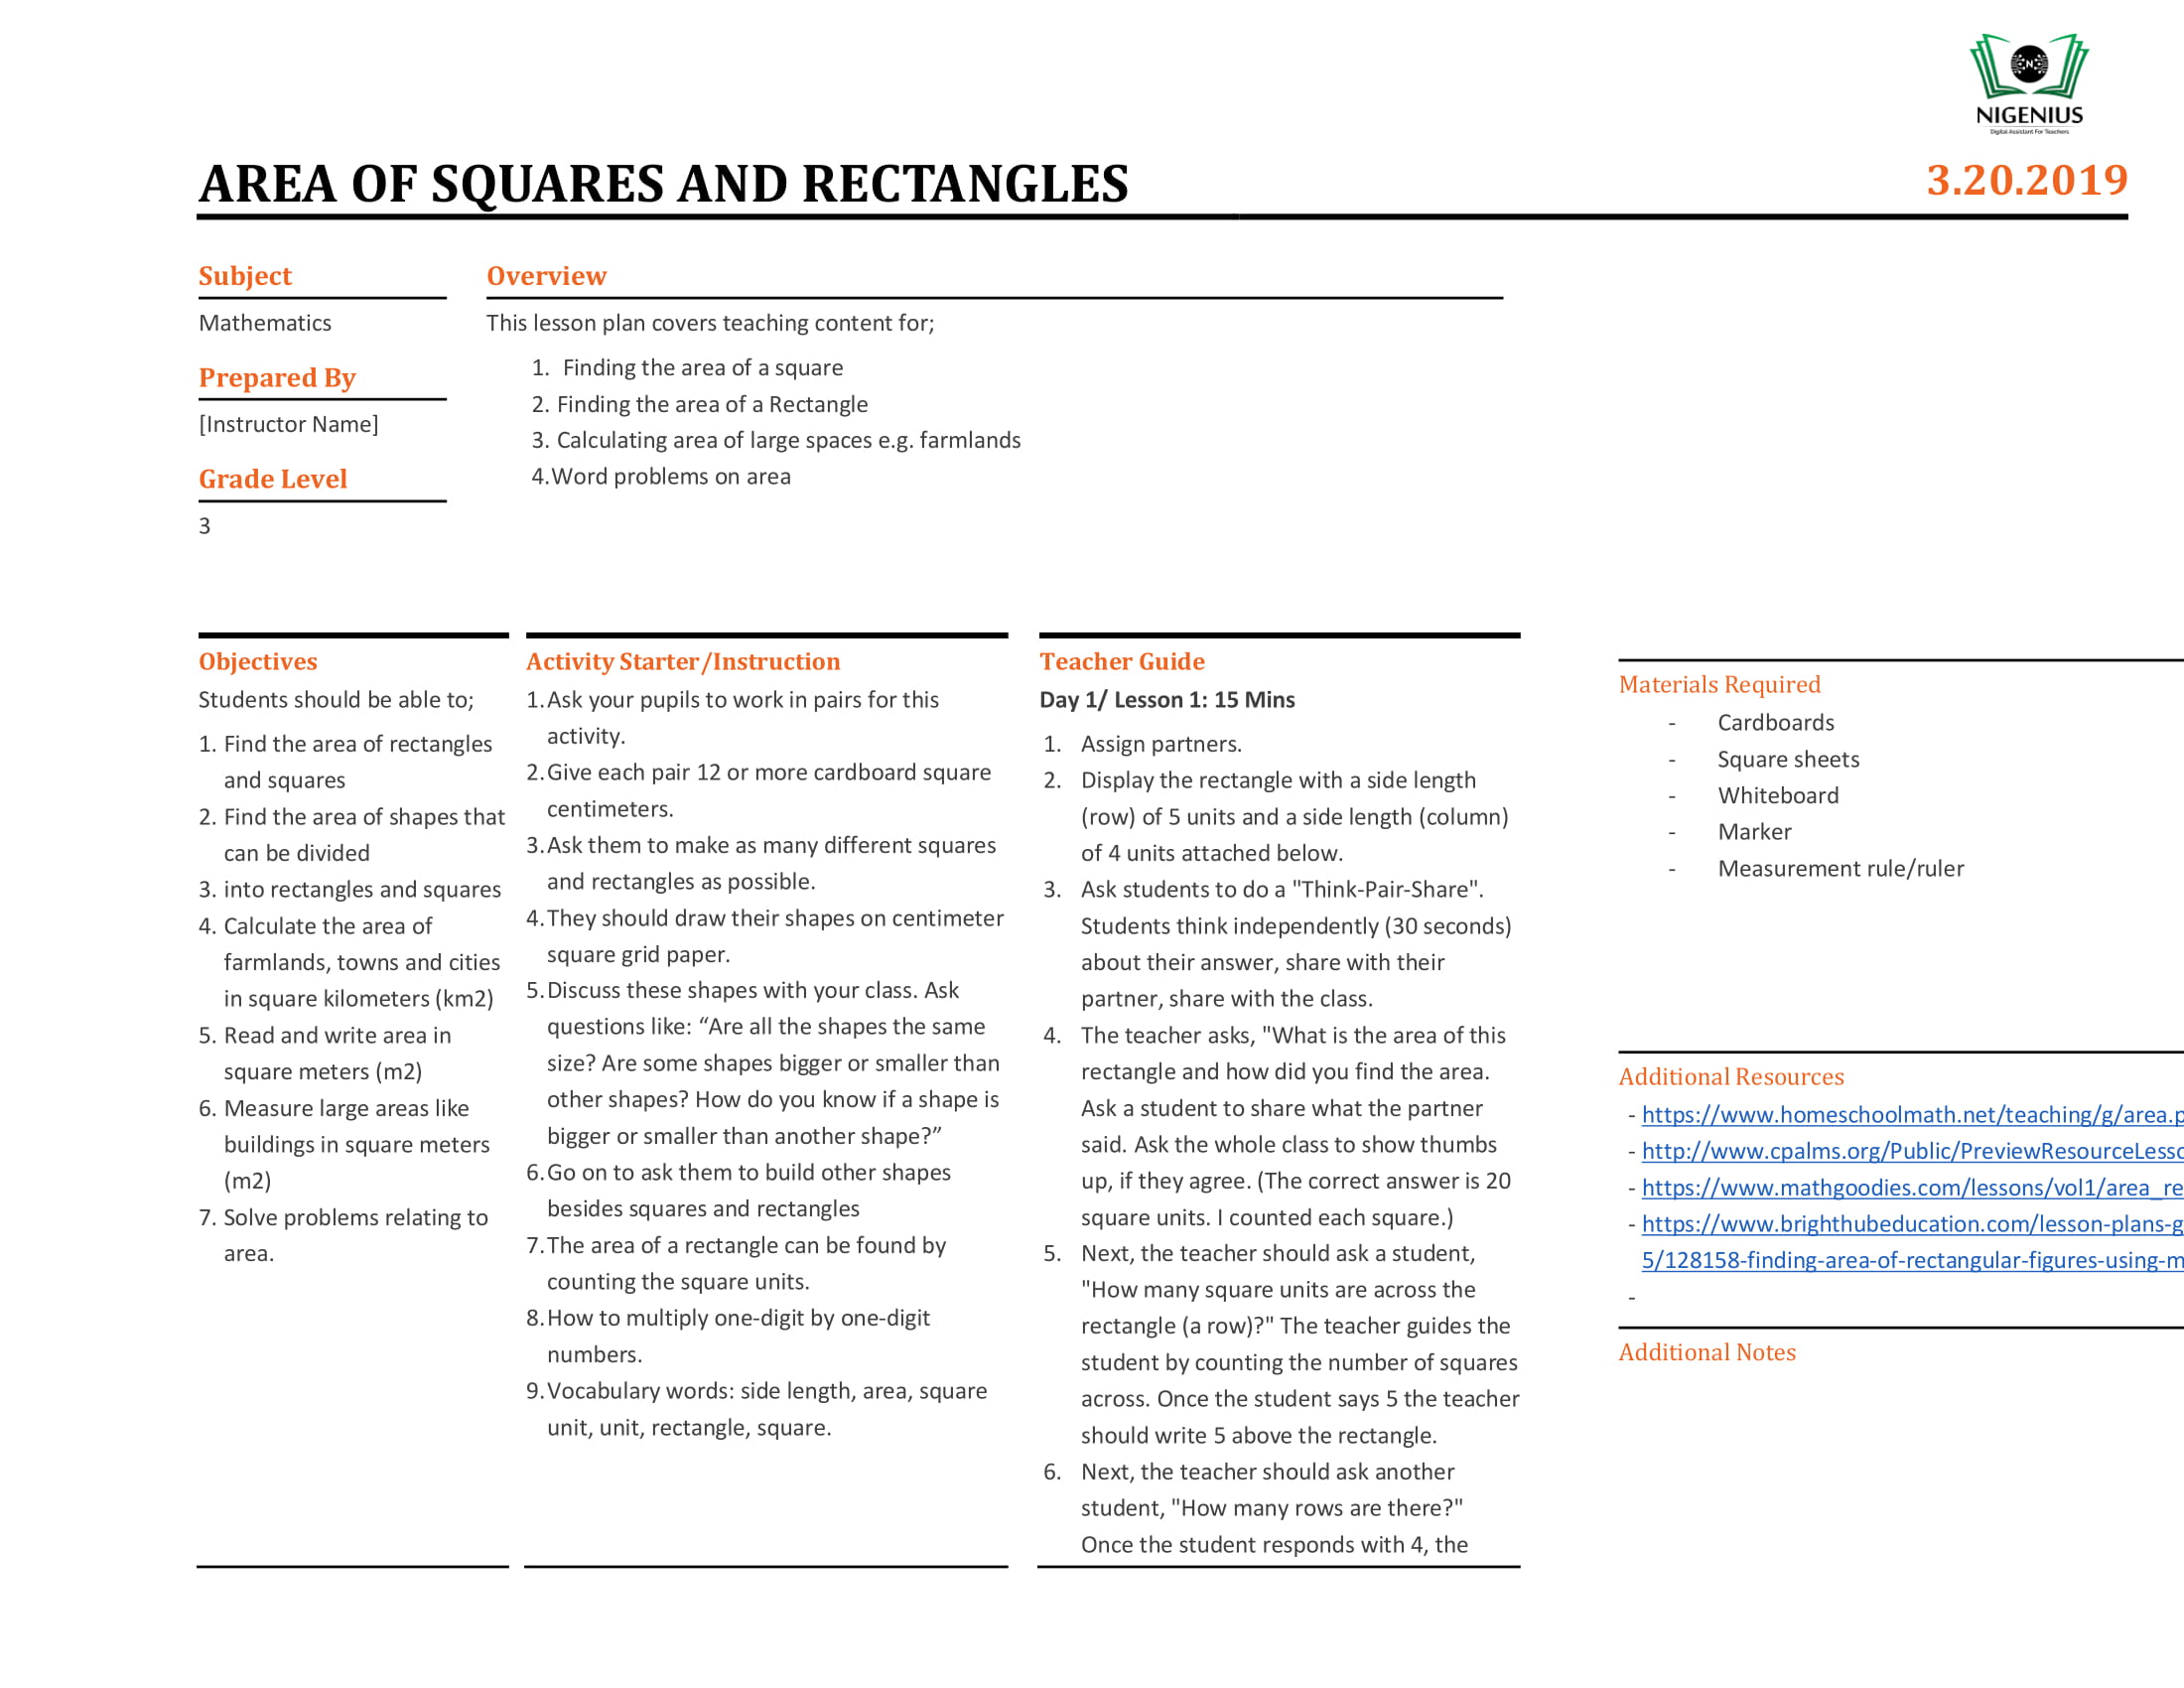 NIGENIUS
Digital Assistant For Teachers
AREA OF SQUARES AND RECTANGLES
3.20.2019
Subject
Mathematics
Prepared By
[Instructor Name]
Grade Level
3
Overview
This lesson plan covers teaching content for;
1. Finding the area of a square
2. Finding the area of a Rectangle
3. Calculating area of large spaces e.g. farmlands
4.Word problems on area
Objectives
Students should be able to;
1. Find the area of rectangles
and squares
2. Find the area of shapes that
can be divided
3. into rectangles and squares
4. Calculate the area of
farmlands, towns and cities
in square kilometers (km2)
5. Read and write area in
square meters (m2)
6. Measure large areas like
buildings in square meters
(m2)
7. Solve problems relating to
area.
Activity Starter/Instruction
1.Ask your pupils to work in pairs for this
activity.
2.Give each pair 12 or more cardboard square
centimeters.
3.Ask them to make as many different squares
and rectangles as possible.
4.They should draw their shapes on centimeter
square grid paper.
5.Discuss these shapes with your class. Ask
questions like: “Are all the shapes the same
size? Are some shapes bigger or smaller than
other shapes? How do you know if a shape is
bigger or smaller than another shape?”
6.Go on to ask them to build other shapes
besides squares and rectangles
7.The area of a rectangle can be found by
counting the square units.
8.How to multiply one-digit by one-digit
numbers.
9.Vocabulary words: side length, area, square
unit, unit, rectangle, square.
Teacher Guide
Day 1/ Lesson 1: 15 Mins
1. Assign partners.
2. Display the rectangle with a side length
(row) of 5 units and a side length (column)
of 4 units attached below.
3. Ask students to do a "Think-Pair-Share".
Students think independently (30 seconds)
about their answer, share with their
partner, share with the class.
4. The teacher asks, "What is the area of this
rectangle and how did you find the area.
Ask a student to share what the partner
said. Ask the whole class to show thumbs
up, if they agree. (The correct answer is 20
square units. I counted each square.)
5. Next, the teacher should ask a student,
"How many square units are across the
rectangle (a row)?" The teacher guides the
student by counting the number of squares
across. Once the student says 5 the teacher
should write 5 above the rectangle.
6. Next, the teacher should ask another
student, "How many rows are there?"
Once the student responds with 4, the
Materials Required
- Cardboards
- Square sheets
- Whiteboard
- Marker
- Measurement rule/ruler
Additional Resources
- https://www.homeschoolmath.net/teaching/g/area.p
- http://www.cpalms.org/Public/PreviewResourceLesso
- https://www.mathgoodies.com/lessons/vol1/area_re
- https://www.brighthubeducation.com/lesson-plans-g
5/128158-finding-area-of-rectangular-figures-using-m
-
Additional Notes